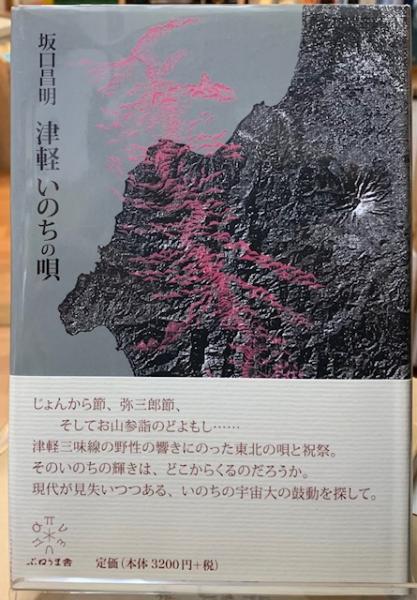 坂口昌明
津軽 いのちの唄
じょんから節、弥三郎節、
そしてお山参詣のどよもし……
津軽三味線の野性の響きにのった東北の唄と祝祭。
そのいのちの輝きは、どこからくるのだろうか。
現代が見失いつつある、いのちの宇宙大の鼓動を探して。
ぷねうま舎
定価(本体 3200円+税)